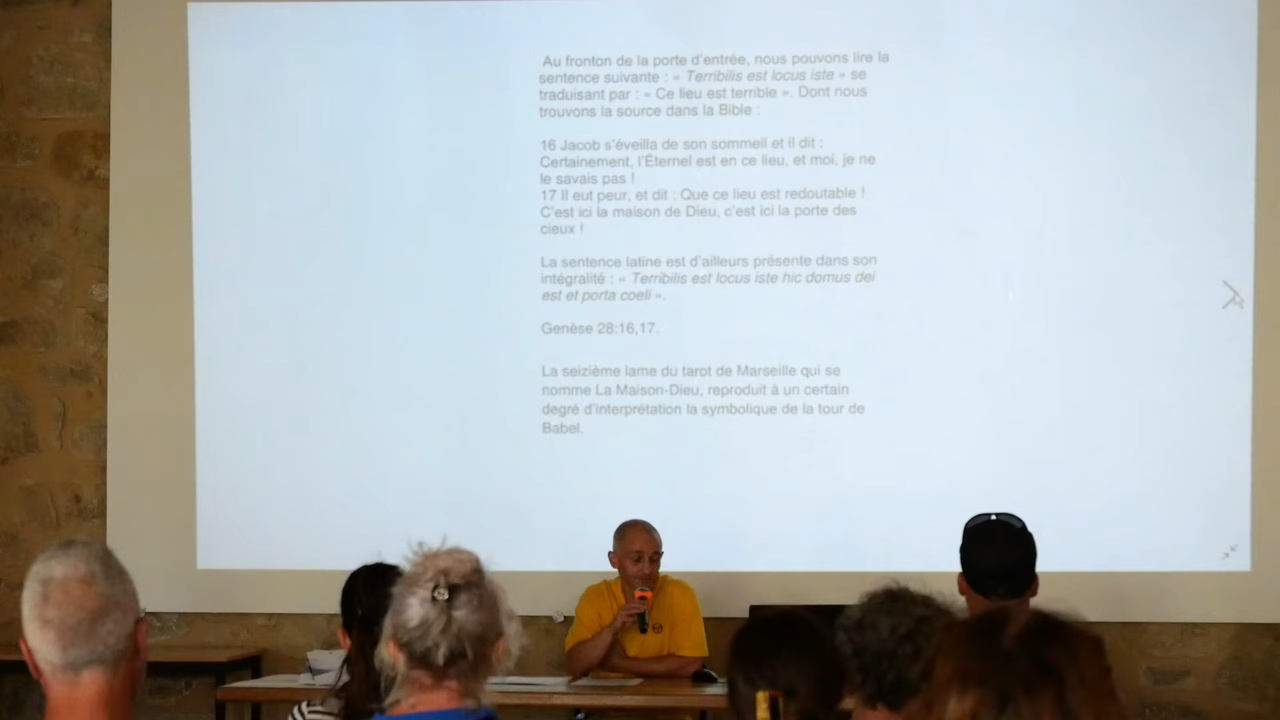 Au fronton de la porte d'entrée, nous pouvons lire la
sentence suivante : « Terribilis est locus iste » se
traduisant par : « Ce lieu est terrible ». Dont nous
trouvons la source dans la Bible :
16 Jacob s'éveilla de son sommeil et il dit :
Certainement, l'Éternel est en ce lieu, et moi, je ne
le savais pas !
17 Il eut peur, et dit : Que ce lieu est redoutable !
C'est ici la maison de Dieu, c'est ici la porte des
cieux !
La sentence latine est d'ailleurs présente dans son
intégralité : « Terribilis est locus iste hic domus dei
est et porta coeli ».
Genèse 28:16,17.
La seizième lame du tarot de Marseille qui se
nomme La Maison-Dieu, reproduit à un certain
degré d'interprétation la symbolique de la tour de
Babel.